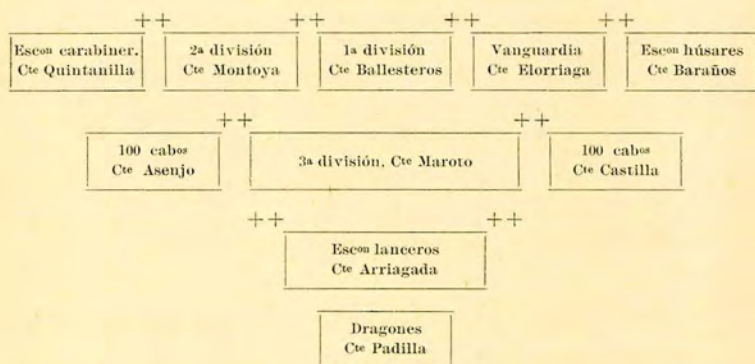 ++ ++ ++ ++
Escon carabiner.
Cte Quintanilla
2a división
Cte Montoya
1a división
Cte Ballesteros
Vanguardia
Cte Elorriaga
Escon húsares
Cte Baraños
++ ++
100 cabos
Cte Asenjo
3a división, Cte Maroto
100 cabos
Cte Castilla
++ ++
Escon lanceros
Cte Arriagada
Dragones
Cte Padilla